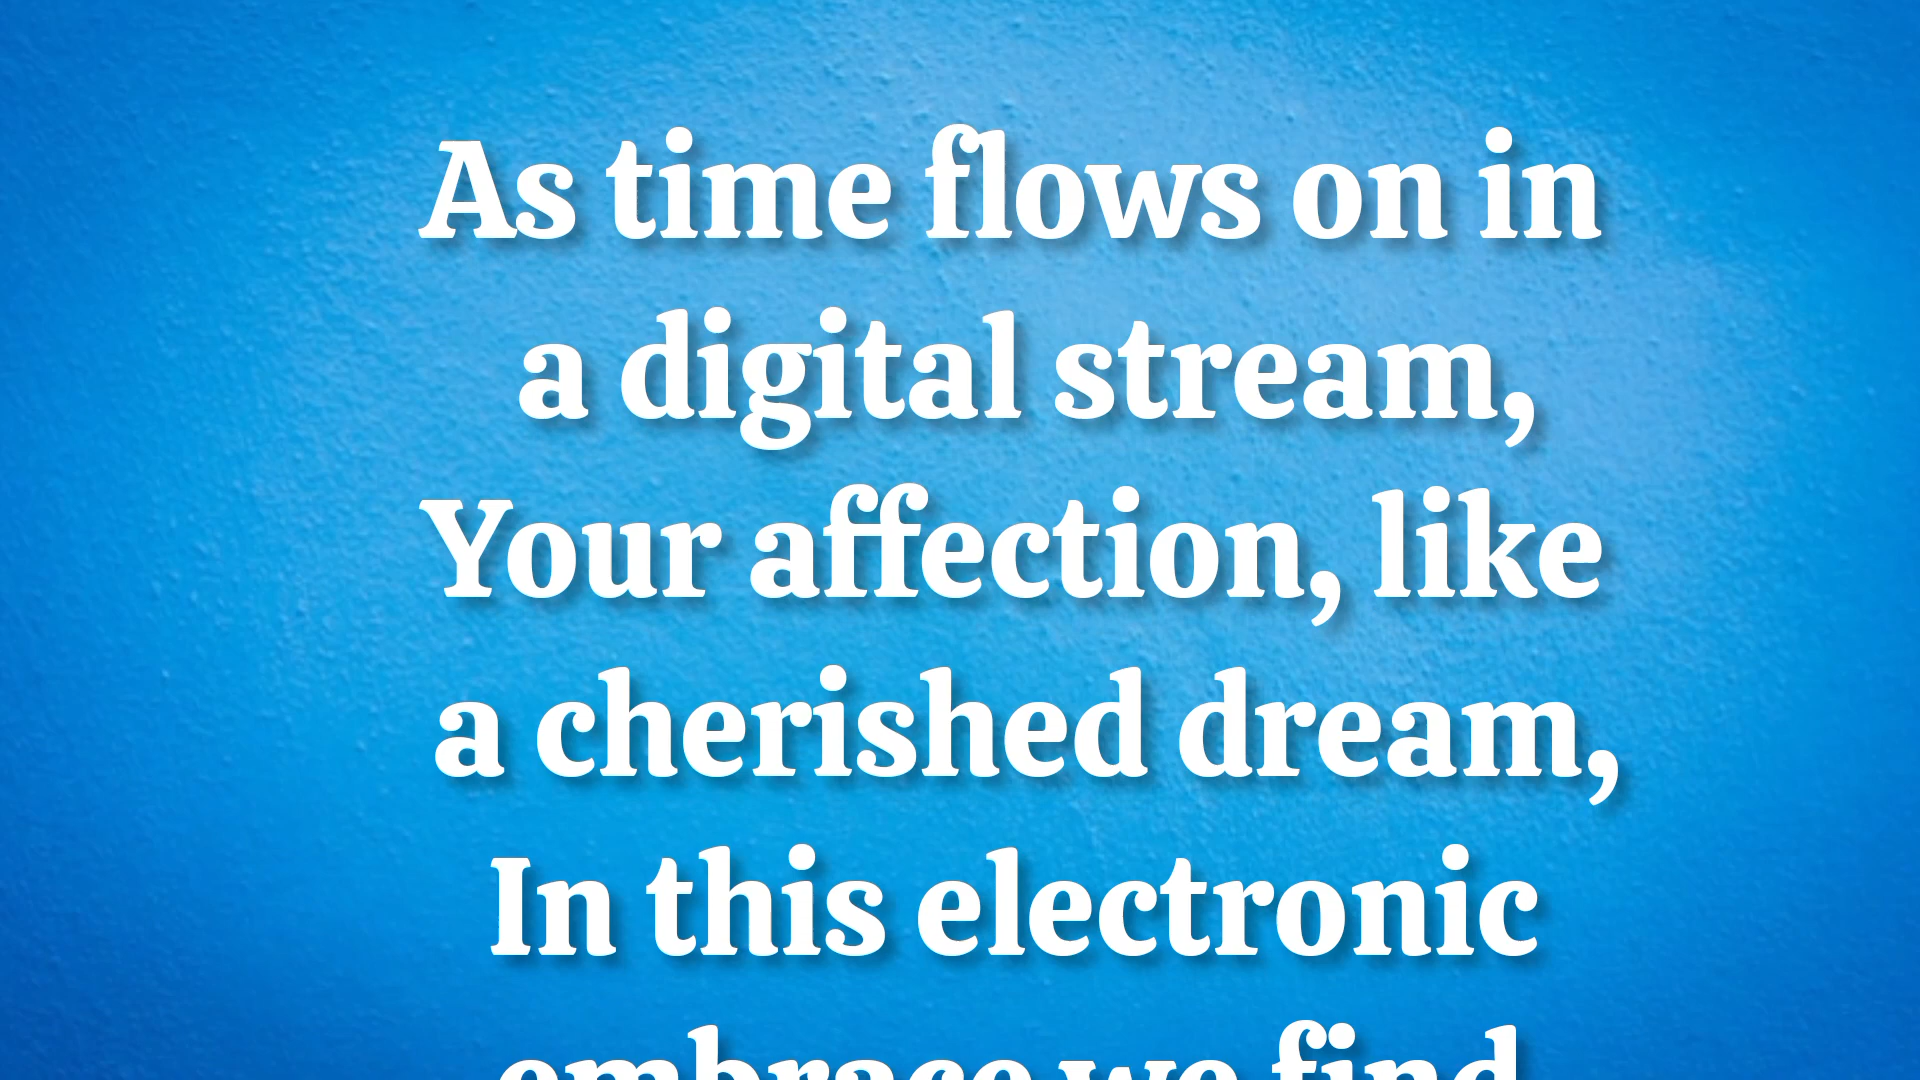 As time flows on in
a digital stream,
Your affection, like
a cherished dream,
In this electronic
embrace we find